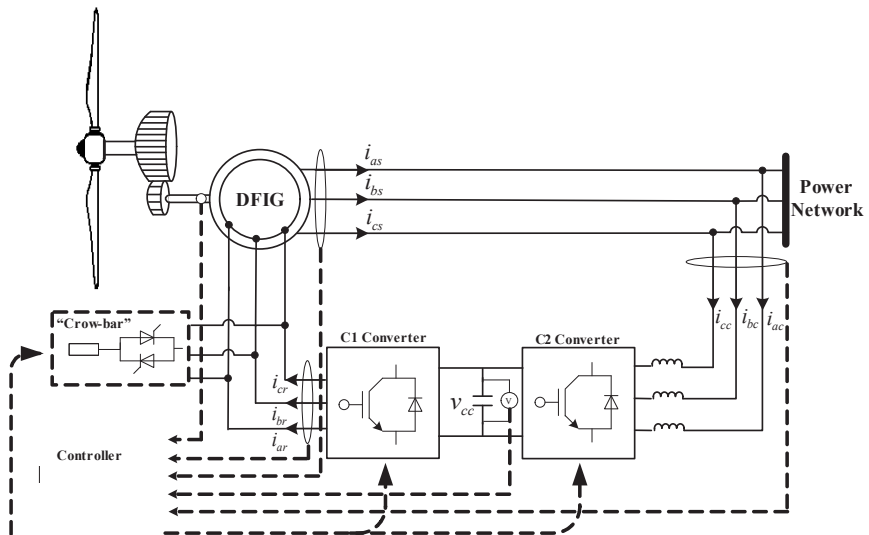 i_as
i_bs
DFIG
i_cs
Power
Network
"Crow-bar"
C1 Converter
C2 Converter
i_cc
i_bc
i_ac
i_cr
i_br
i_ar
v_cc
v
Controller